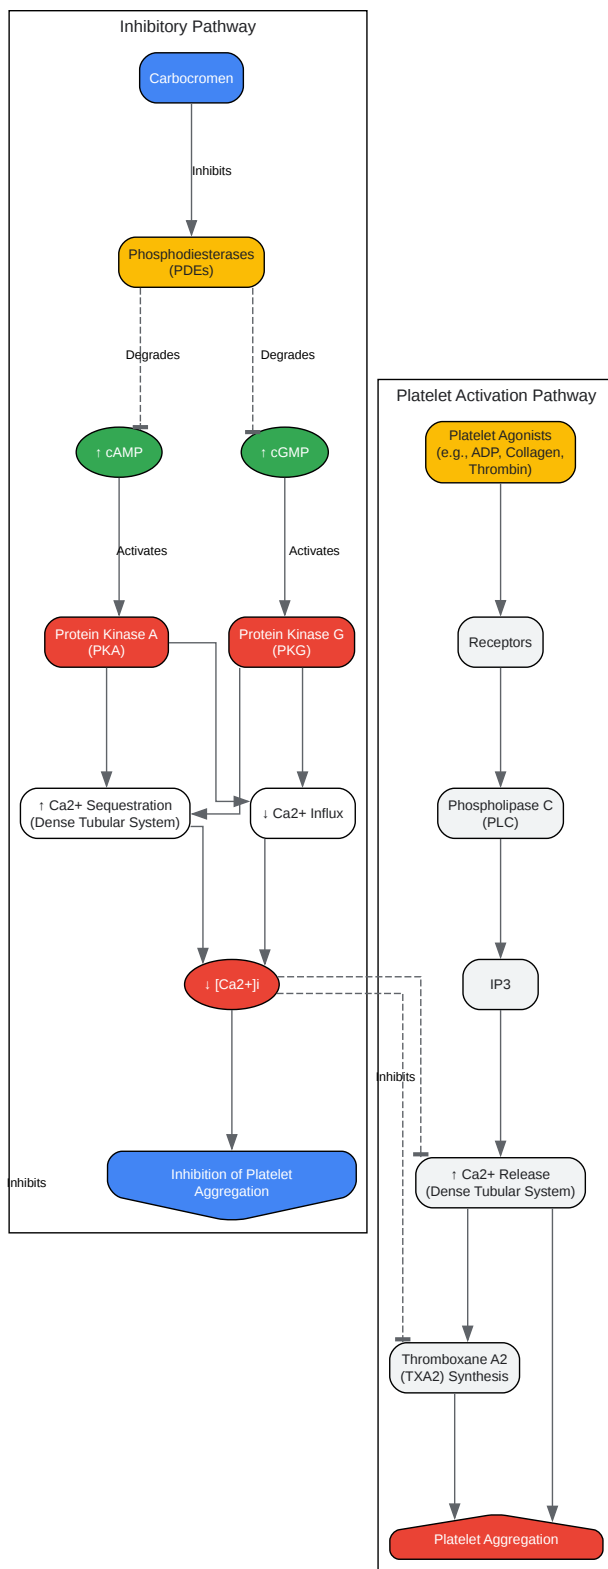 Inhibitory Pathway
Carbocromen
Inhibits
Phosphodiesterases
(PDEs)
Degrades
Degrades
↑ cAMP
↑ cGMP
Activates
Activates
Protein Kinase A
(PKA)
Protein Kinase G
(PKG)
↑ Ca2+ Sequestration
(Dense Tubular System)
↓ Ca2+ Influx
↓ [Ca2+]i
Inhibits
Inhibition of Platelet
Aggregation
Inhibits
Platelet Activation Pathway
Platelet Agonists
(e.g., ADP, Collagen,
Thrombin)
Receptors
Phospholipase C
(PLC)
IP3
↑ Ca2+ Release
(Dense Tubular System)
Thromboxane A2
(TXA2) Synthesis
Platelet Aggregation